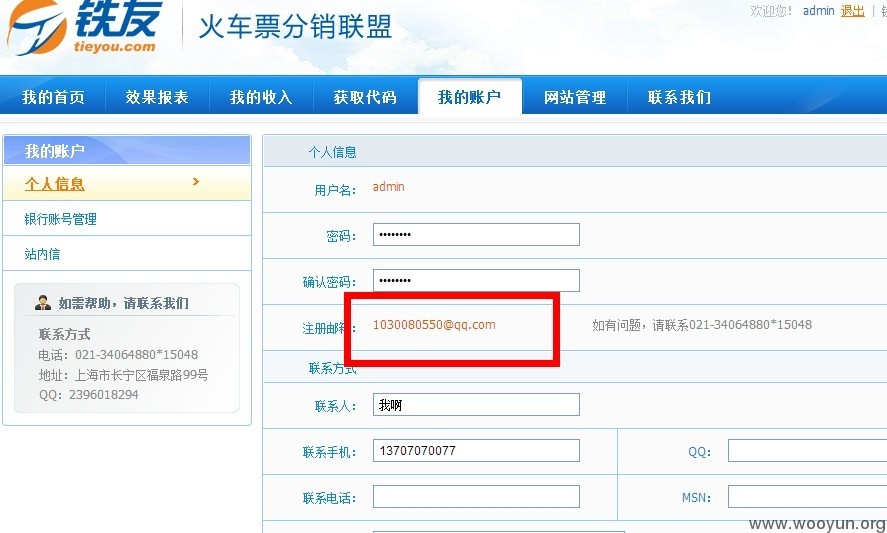 欢迎您! admin 退出 |
铁友
tieyou.com
火车票分销联盟
我的首页 效果报表 我的收入 获取代码 我的账户 网站管理 联系我们
我的账户
个人信息 >
银行账号管理
站内信
如需帮助，请联系我们
联系方式
电话：021-34064880*15048
地址：上海市长宁区福泉路99号
QQ：2396018294
个人信息
用户名： admin
密码： ••••••••
确认密码： ••••••••
注册邮箱： 1030080550@qq.com 如有问题，请联系021-34064880*15048
联系方式
联系人： 我啊
联系手机： 13707070077 QQ：
联系电话： MSN：
www.wooyun.org